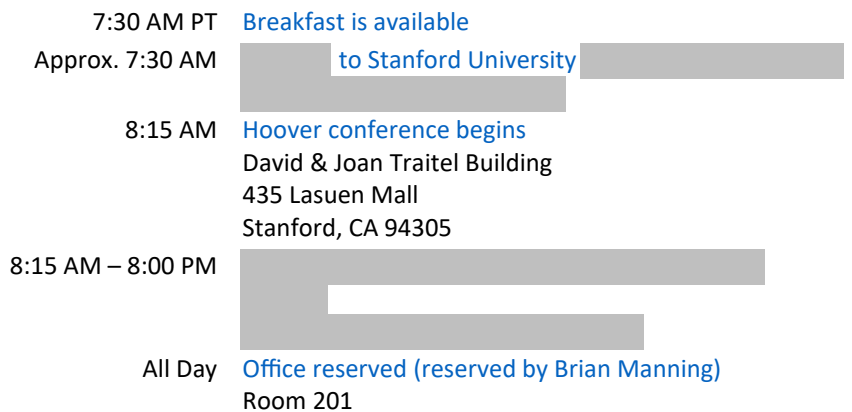 7:30 AM PT Breakfast is available
Approx. 7:30 AM to Stanford University
8:15 AM Hoover conference begins
David & Joan Traitel Building
435 Lasuen Mall
Stanford, CA 94305
8:15 AM – 8:00 PM
All Day Office reserved (reserved by Brian Manning)
Room 201